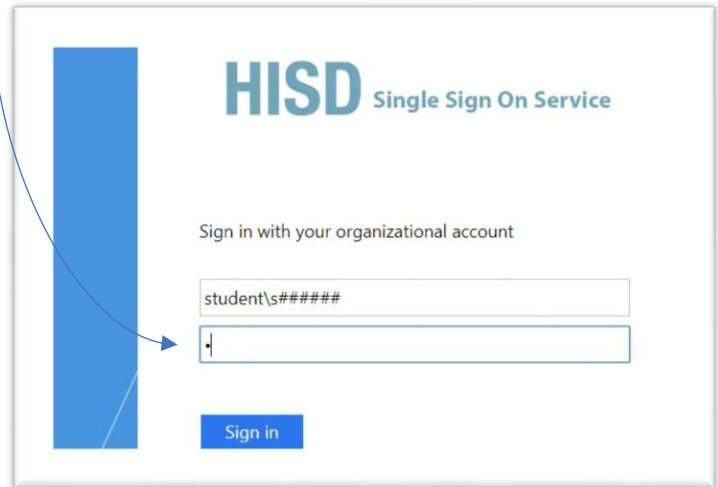 HISD Single Sign On Service
Sign in with your organizational account
student\s######
•
Sign in